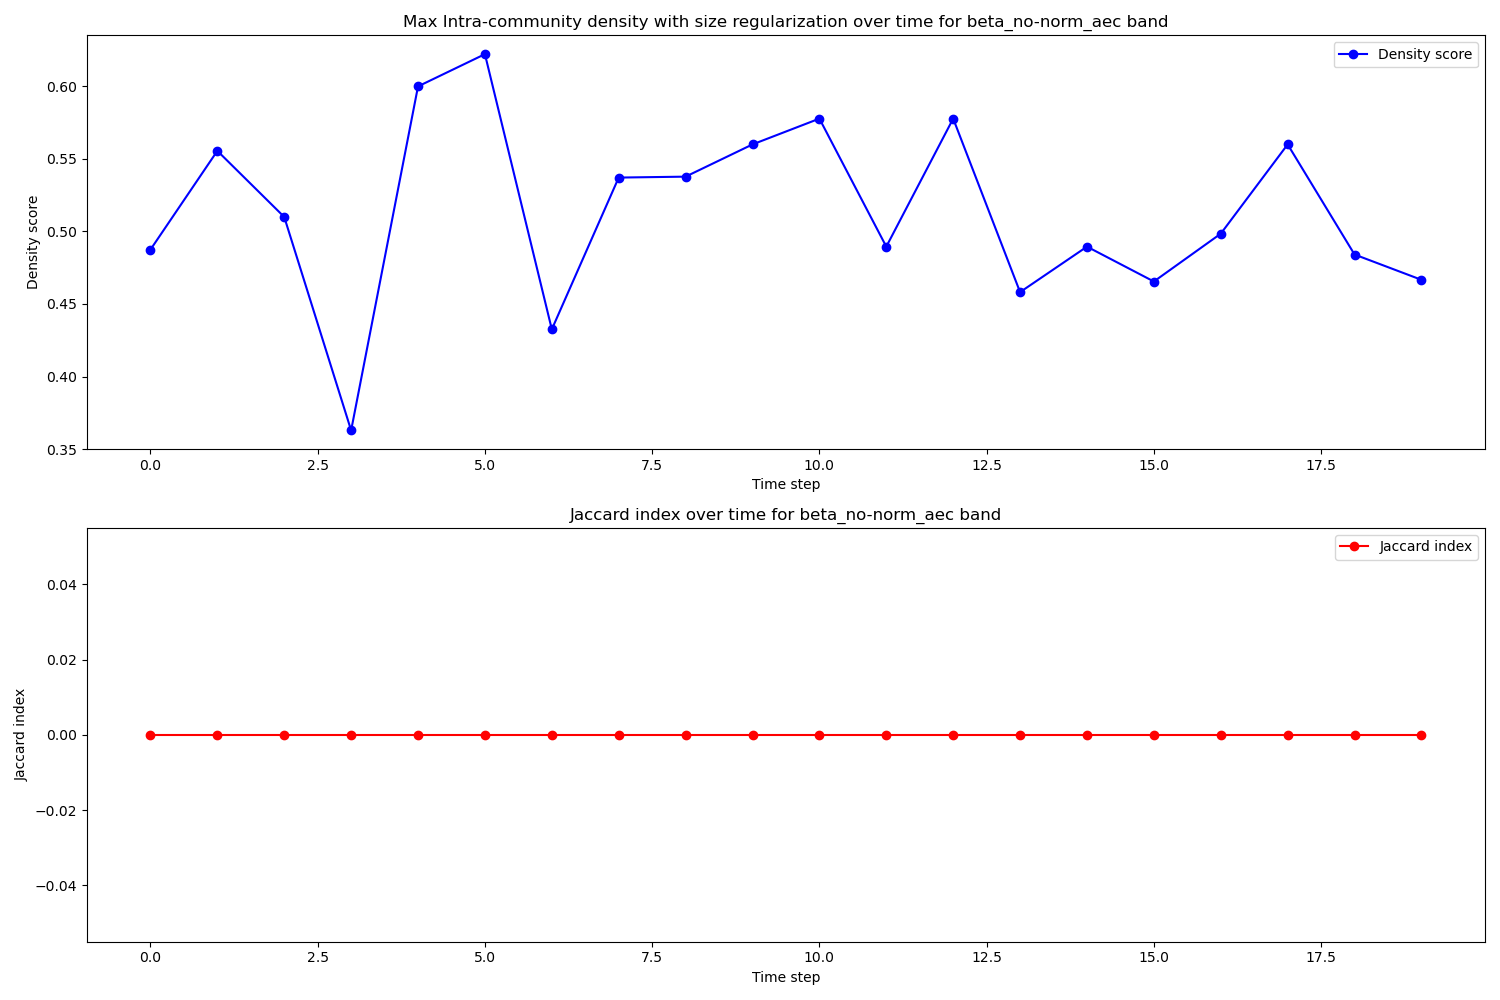 Max Intra-community density with size regularization over time for beta_no-norm_aec band
Density score
Density score
0.60
0.55
0.50
0.45
0.40
0.35
0.0 2.5 5.0 7.5 10.0 12.5 15.0 17.5
Time step
Jaccard index over time for beta_no-norm_aec band
Jaccard index
Jaccard index
0.04
0.02
0.00
−0.02
−0.04
0.0 2.5 5.0 7.5 10.0 12.5 15.0 17.5
Time step